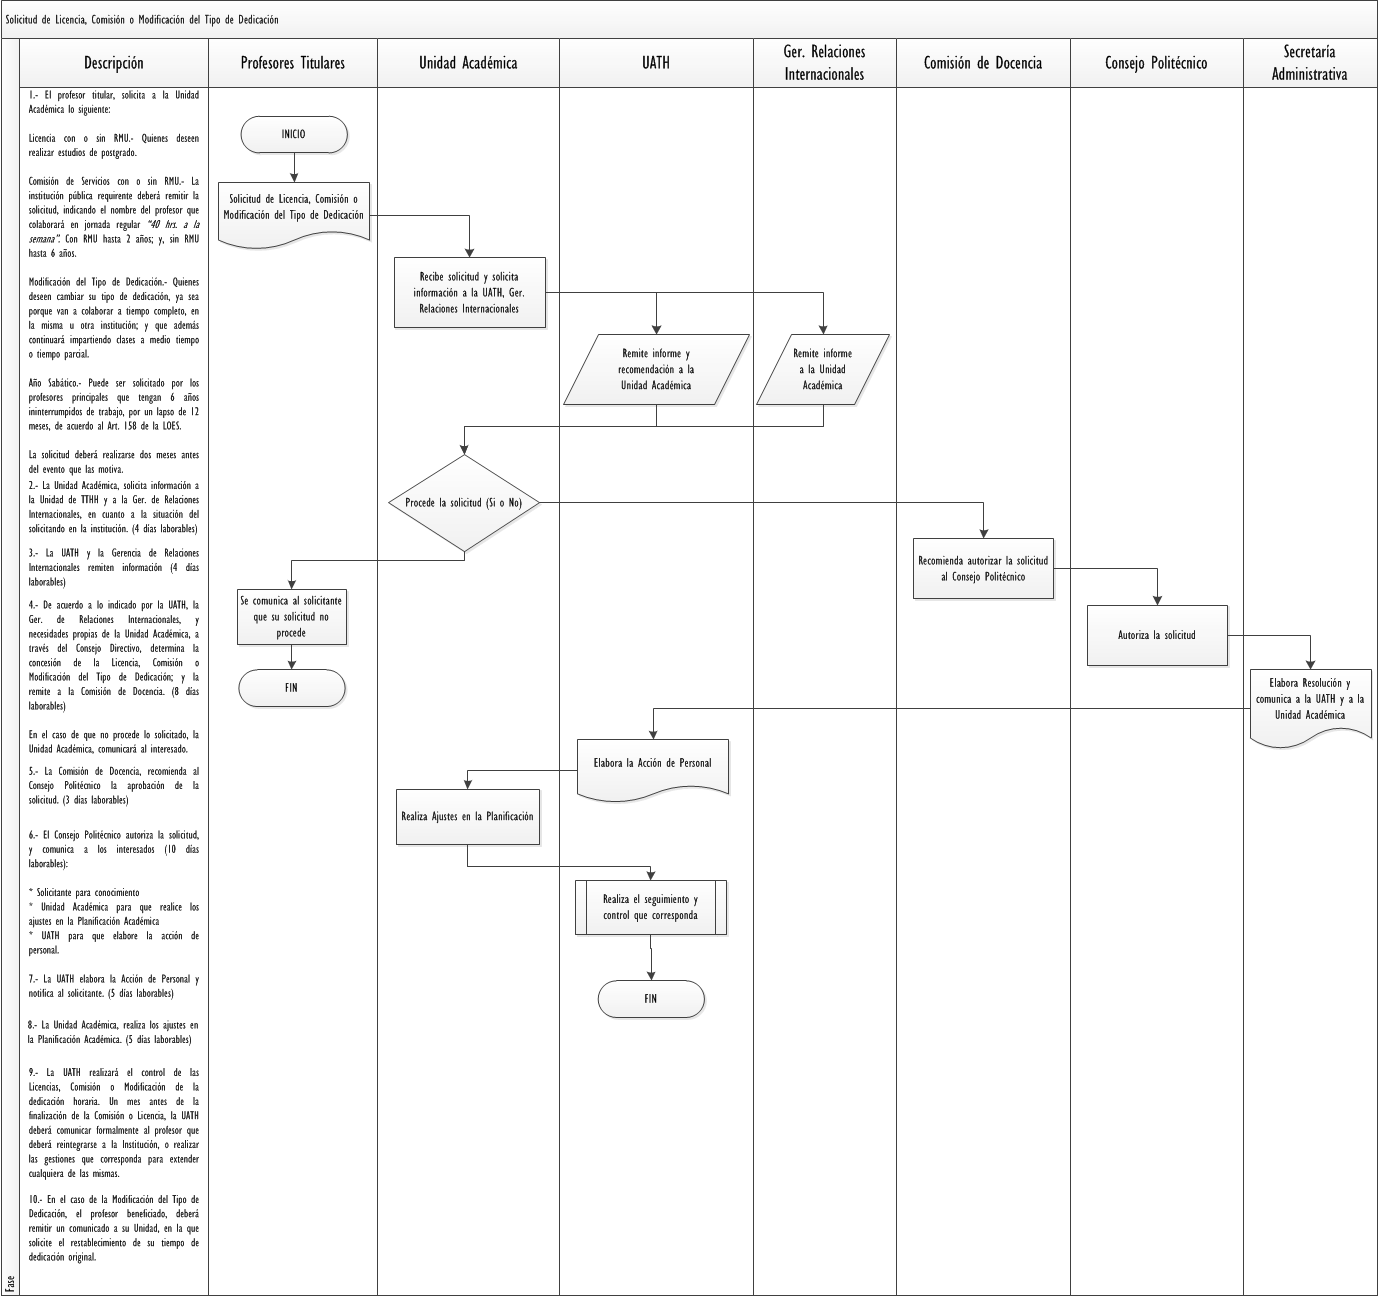 Solicitud de Licencia, Comisión o Modificación del Tipo de Dedicación
Descripción
Profesores Titulares
Unidad Académica
UATH
Ger. Relaciones
Internacionales
Comisión de Docencia
Consejo Politécnico
Secretaría
Administrativa
1.- El profesor titular, solicita a la Unidad
Académica lo siguiente:
Licencia con o sin RMU.- Quienes deseen
realizar estudios de postgrado.
Comisión de Servicios con o sin RMU.- La
institución pública requirente deberá remitir la
solicitud, indicando el nombre del profesor que
colaborará en jornada regular “40 hrs. a la
semana”. Con RMU hasta 2 años; y, sin RMU
hasta 6 años.
Modificación del Tipo de Dedicación.- Quienes
deseen cambiar su tipo de dedicación, ya sea
porque van a colaborar a tiempo completo, en
la misma u otra institución; y que además
continuará impartiendo clases a medio tiempo
o tiempo parcial.
Año Sabático.- Puede ser solicitado por los
profesores principales que tengan 6 años
ininterrumpidos de trabajo, por un lapso de 12
meses, de acuerdo al Art. 158 de la LOES.
La solicitud deberá realizarse dos meses antes
del evento que las motiva.
2.- La Unidad Académica, solicita información a
la Unidad de TTHH y a la Ger. de Relaciones
Internacionales, en cuanto a la situación del
solicitando en la institución. (4 días laborables)
3.- La UATH y la Gerencia de Relaciones
Internacionales remiten información (4 días
laborables)
4.- De acuerdo a lo indicado por la UATH, la
Ger. de Relaciones Internacionales, y
necesidades propias de la Unidad Académica, a
través del Consejo Directivo, determina la
concesión de la Licencia, Comisión o
Modificación del Tipo de Dedicación; y la
remite a la Comisión de Docencia. (8 días
laborables)
En el caso de que no procede lo solicitado, la
Unidad Académica, comunicará al interesado.
5.- La Comisión de Docencia, recomienda al
Consejo Politécnico la aprobación de la
solicitud. (3 días laborables)
6.- El Consejo Politécnico autoriza la solicitud,
y comunica a los interesados (10 días
laborables):
* Solicitante para conocimiento
* Unidad Académica para que realice los
ajustes en la Planificación Académica
* UATH para que elabore la acción de
personal.
7.- La UATH elabora la Acción de Personal y
notifica al solicitante. (5 días laborables)
8.- La Unidad Académica, realiza los ajustes en
la Planificación Académica. (5 días laborables)
9.- La UATH realizará el control de las
Licencias, Comisión o Modificación de la
dedicación horaria. Un mes antes de la
finalización de la Comisión o Licencia, la UATH
deberá comunicar formalmente al profesor que
deberá reintegrarse a la Institución, o realizar
las gestiones que corresponda para extender
cualquiera de las mismas.
10.- En el caso de la Modificación del Tipo de
Dedicación, el profesor beneficiado, deberá
remitir un comunicado a su Unidad, en la que
solicite el restablecimiento de su tiempo de
dedicación original.
Fase
INICIO
Solicitud de Licencia, Comisión o
Modificación del Tipo de Dedicación
Recibe solicitud y solicita
información a la UATH, Ger.
Relaciones Internacionales
Remite informe y
recomendación a la
Unidad Académica
Remite informe
a la Unidad
Académica
Procede la solicitud (Si o No)
Recomienda autorizar la solicitud
al Consejo Politécnico
Se comunica al solicitante
que su solicitud no
procede
Autoriza la solicitud
FIN
Elabora Resolución y
comunica a la UATH y a la
Unidad Académica
Elabora la Acción de Personal
Realiza Ajustes en la Planificación
Realiza el seguimiento y
control que corresponda
FIN